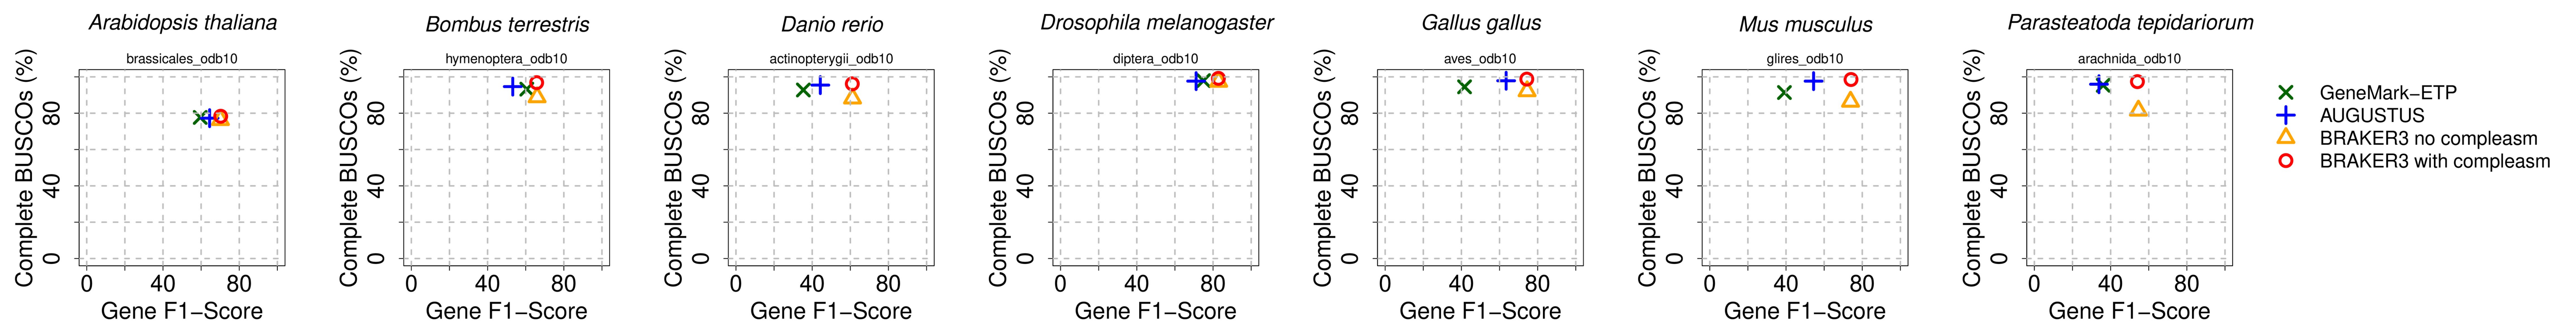 Arabidopsis thaliana
brassicales_odb10
Complete BUSCOs (%)
0 40 80
0 40 80
Gene F1−Score
Bombus terrestris
hymenoptera_odb10
Complete BUSCOs (%)
0 40 80
0 40 80
Gene F1−Score
Danio rerio
actinopterygii_odb10
Complete BUSCOs (%)
0 40 80
0 40 80
Gene F1−Score
Drosophila melanogaster
diptera_odb10
Complete BUSCOs (%)
0 40 80
0 40 80
Gene F1−Score
Gallus gallus
aves_odb10
Complete BUSCOs (%)
0 40 80
0 40 80
Gene F1−Score
Mus musculus
glires_odb10
Complete BUSCOs (%)
0 40 80
0 40 80
Gene F1−Score
Parasteatoda tepidariorum
arachnida_odb10
Complete BUSCOs (%)
0 40 80
0 40 80
Gene F1−Score
GeneMark−ETP
AUGUSTUS
BRAKER3 no compleasm
BRAKER3 with compleasm